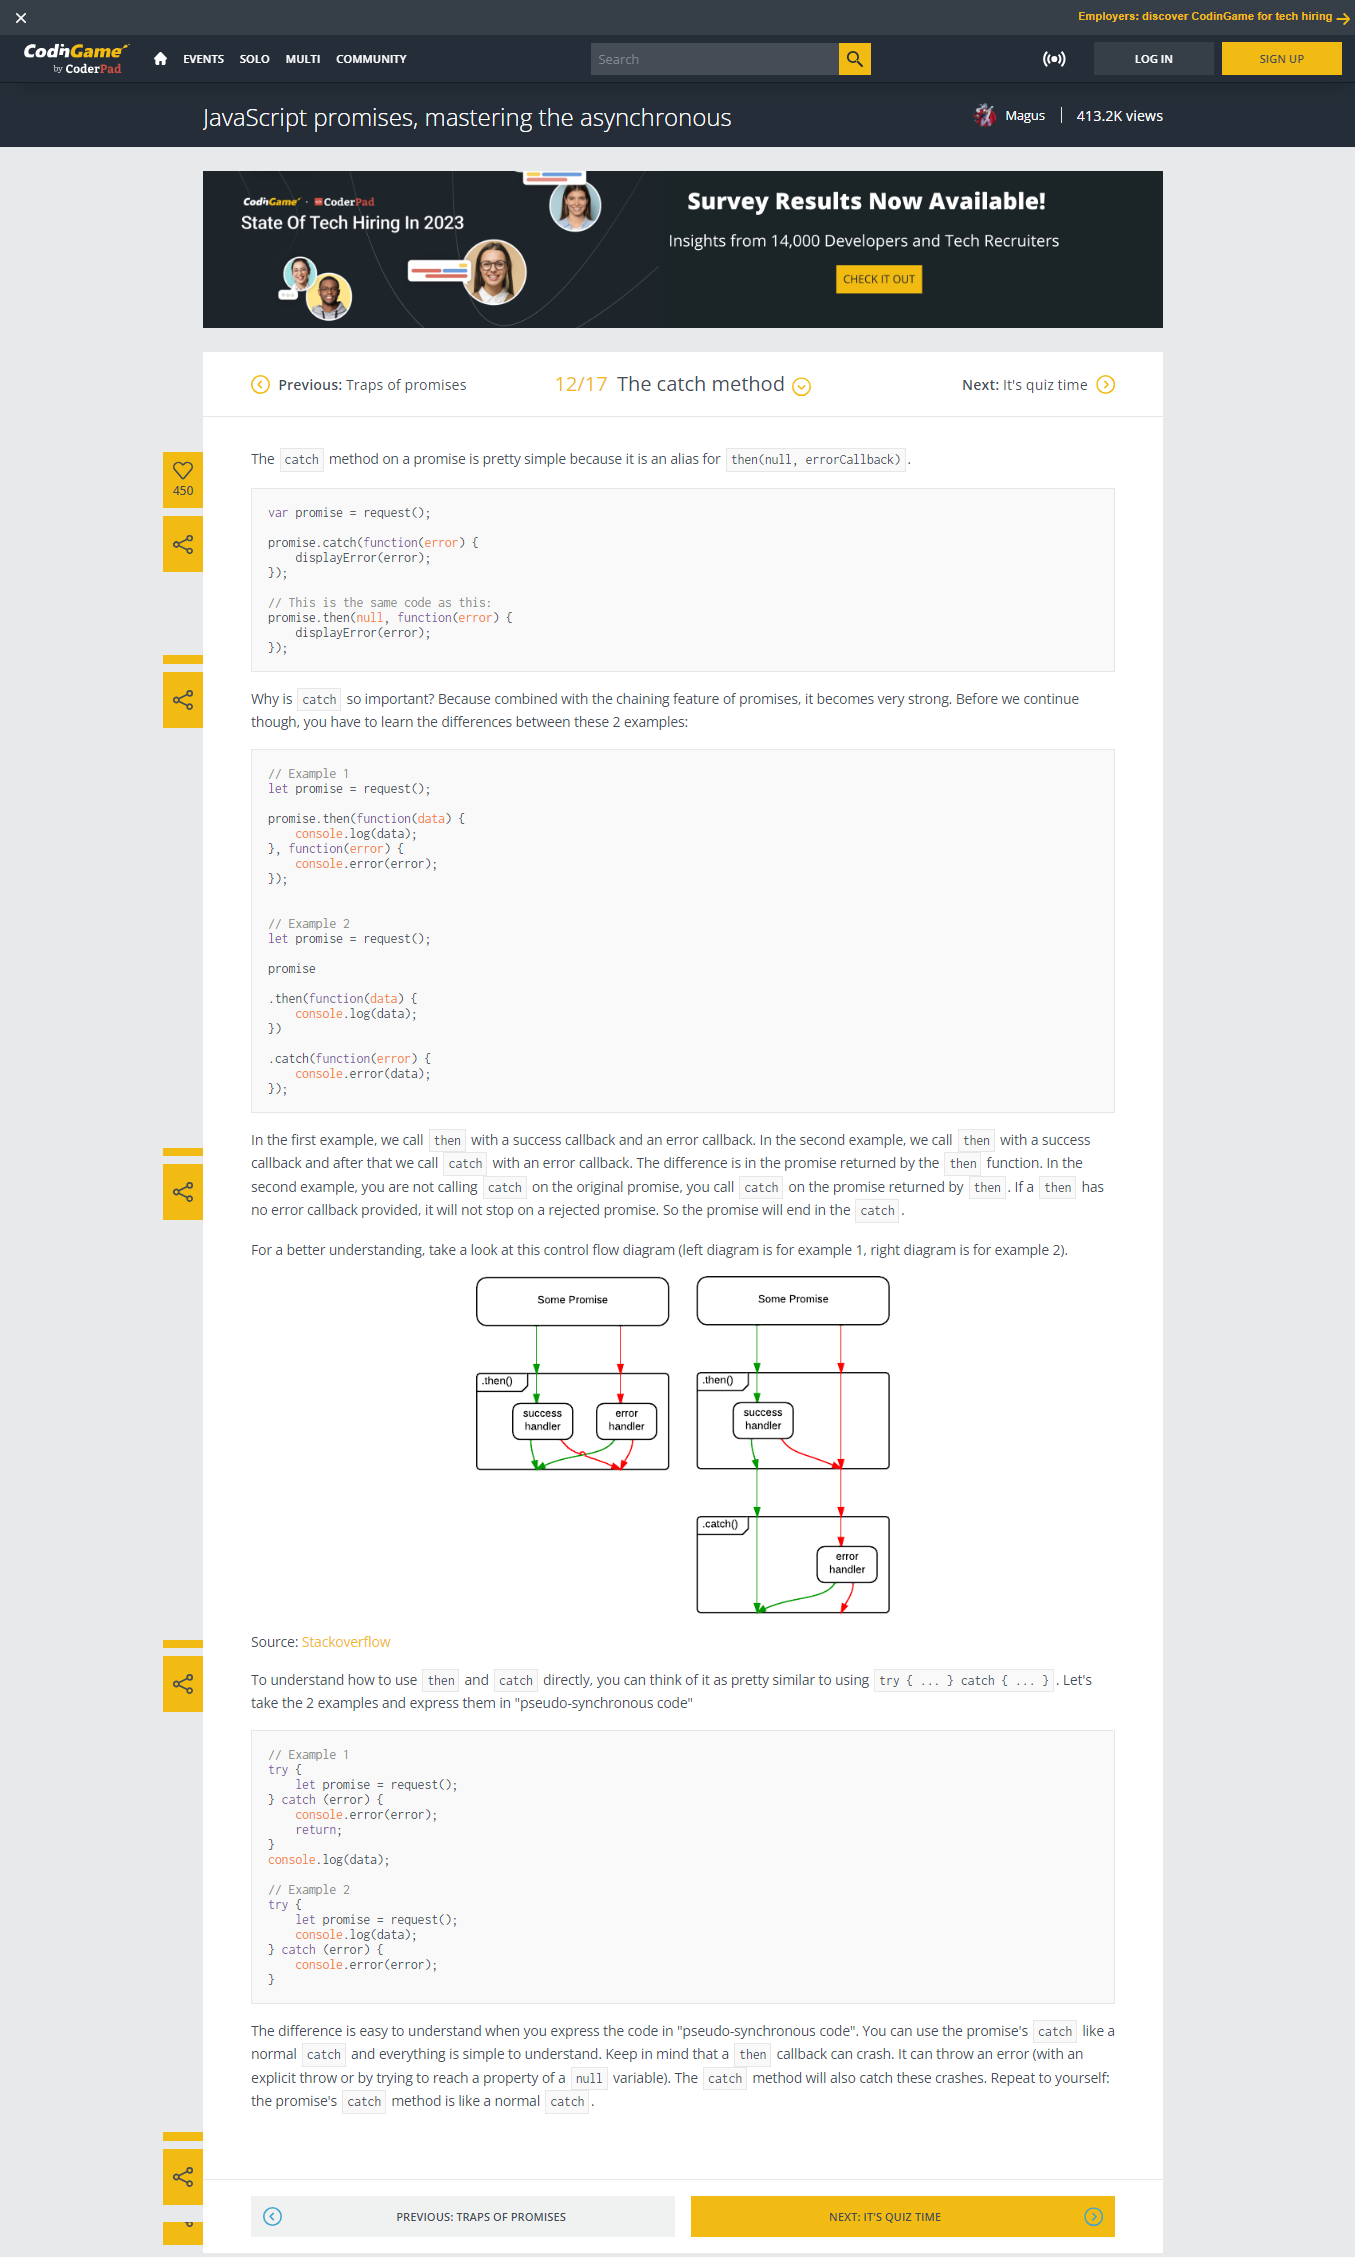 Employers: discover CodinGame for tech hiring
CodinGame
by CoderPad
EVENTS SOLO MULTI COMMUNITY
Search
LOG IN
SIGN UP
JavaScript promises, mastering the asynchronous
Magus
413.2K views
CodinGame · CoderPad
State Of Tech Hiring In 2023
Survey Results Now Available!
Insights from 14,000 Developers and Tech Recruiters
CHECK IT OUT
Previous: Traps of promises
12/17 The catch method
Next: It's quiz time
450
The catch method on a promise is pretty simple because it is an alias for then(null, errorCallback) .
var promise = request();
promise.catch(function(error) {
    displayError(error);
});
// This is the same code as this:
promise.then(null, function(error) {
    displayError(error);
});
Why is catch so important? Because combined with the chaining feature of promises, it becomes very strong. Before we continue
though, you have to learn the differences between these 2 examples:
// Example 1
let promise = request();
promise.then(function(data) {
    console.log(data);
}, function(error) {
    console.error(error);
});
// Example 2
let promise = request();
promise
.then(function(data) {
    console.log(data);
})
.catch(function(error) {
    console.error(data);
});
In the first example, we call then with a success callback and an error callback. In the second example, we call then with a success
callback and after that we call catch with an error callback. The difference is in the promise returned by the then function. In the
second example, you are not calling catch on the original promise, you call catch on the promise returned by then . If a then has
no error callback provided, it will not stop on a rejected promise. So the promise will end in the catch .
For a better understanding, take a look at this control flow diagram (left diagram is for example 1, right diagram is for example 2).
Some Promise
.then()
success
handler
error
handler
Some Promise
.then()
success
handler
.catch()
error
handler
Source: Stackoverflow
To understand how to use then and catch directly, you can think of it as pretty similar to using try { ... } catch { ... } . Let's
take the 2 examples and express them in "pseudo-synchronous code"
// Example 1
try {
    let promise = request();
} catch (error) {
    console.error(error);
    return;
}
console.log(data);
// Example 2
try {
    let promise = request();
    console.log(data);
} catch (error) {
    console.error(error);
}
The difference is easy to understand when you express the code in "pseudo-synchronous code". You can use the promise's catch like a
normal catch and everything is simple to understand. Keep in mind that a then callback can crash. It can throw an error (with an
explicit throw or by trying to reach a property of a null variable). The catch method will also catch these crashes. Repeat to yourself:
the promise's catch method is like a normal catch .
PREVIOUS: TRAPS OF PROMISES
NEXT: IT'S QUIZ TIME